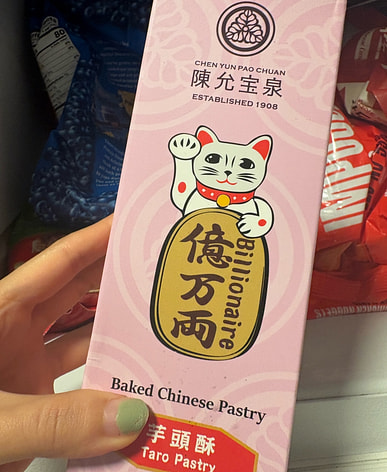 CHEN YUN PAO CHUAN
陳允宝泉
ESTABLISHED 1908
Billionaire
億万両
Baked Chinese Pastry
芋頭酥
Taro Pastry